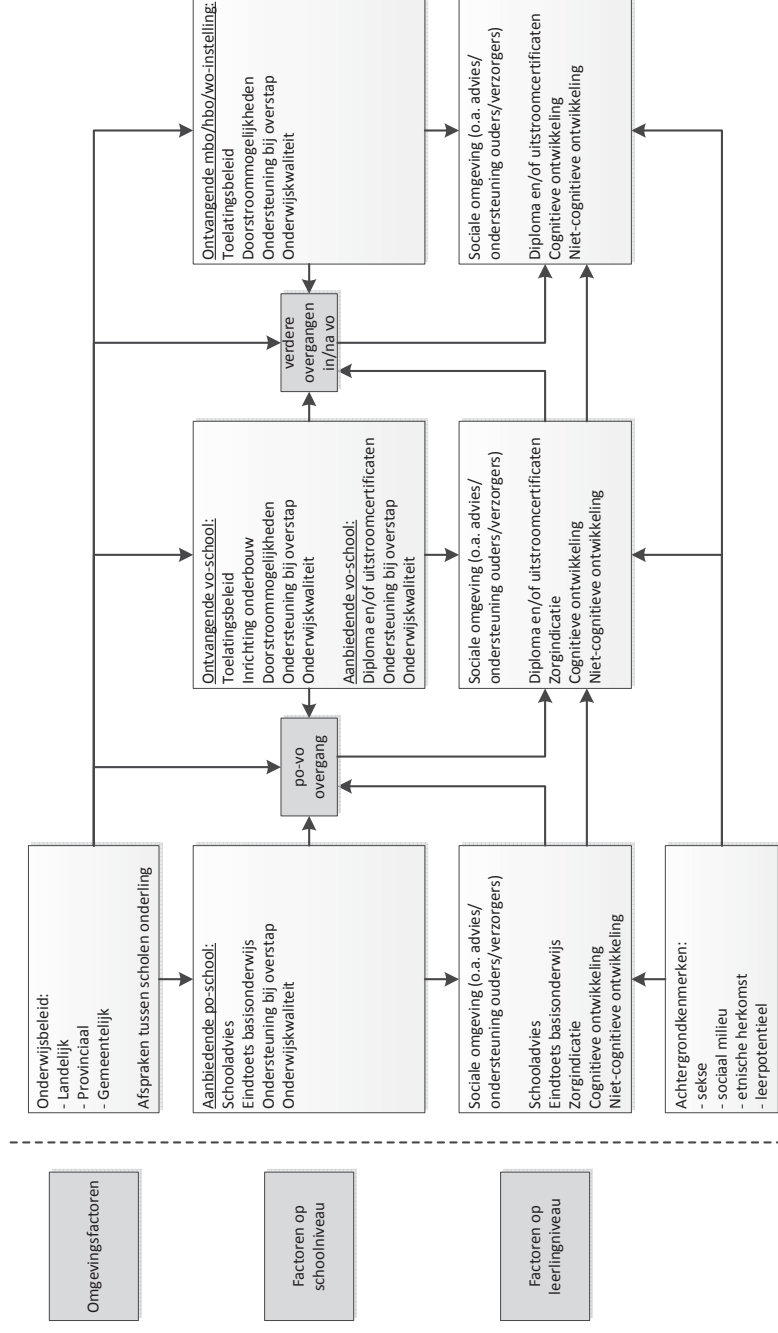 Omgevingsfactoren
Factoren op
schoolniveau
Factoren op
leerlingniveau
Onderwijsbeleid:
- Landelijk
- Provinciaal
- Gemeentelijk
Afspraken tussen scholen onderling
Aanbiedende po-school:
Schooladvies
Eindtoets basisonderwijs
Ondersteuning bij overstap
Onderwijskwaliteit
Sociale omgeving (o.a. advies/
ondersteuning ouders/verzorgers)
Schooladvies
Eindtoets basisonderwijs
Zorgindicatie
Cognitieve ontwikkeling
Niet-cognitieve ontwikkeling
Achtergrondkenmerken:
- sekse
- sociaal milieu
- etnische herkomst
- leerpotentieel
po-vo
overgang
Ontvangende vo-school:
Toelatingsbeleid
Inrichting onderbouw
Doorstroommogelijkheden
Ondersteuning bij overstap
Onderwijskwaliteit
Aanbiedende vo-school:
Diploma en/of uitstroomcertificaten
Ondersteuning bij overstap
Onderwijskwaliteit
Sociale omgeving (o.a. advies/
ondersteuning ouders/verzorgers)
Diploma en/of uitstroomcertificaten
Zorgindicatie
Cognitieve ontwikkeling
Niet-cognitieve ontwikkeling
verdere
overgangen
in/na vo
Ontvangende mbo/hbo/wo-instelling:
Toelatingsbeleid
Doorstroommogelijkheden
Ondersteuning bij overstap
Onderwijskwaliteit
Sociale omgeving (o.a. advies/
ondersteuning ouders/verzorgers)
Diploma en/of uitstroomcertificaten
Cognitieve ontwikkeling
Niet-cognitieve ontwikkeling